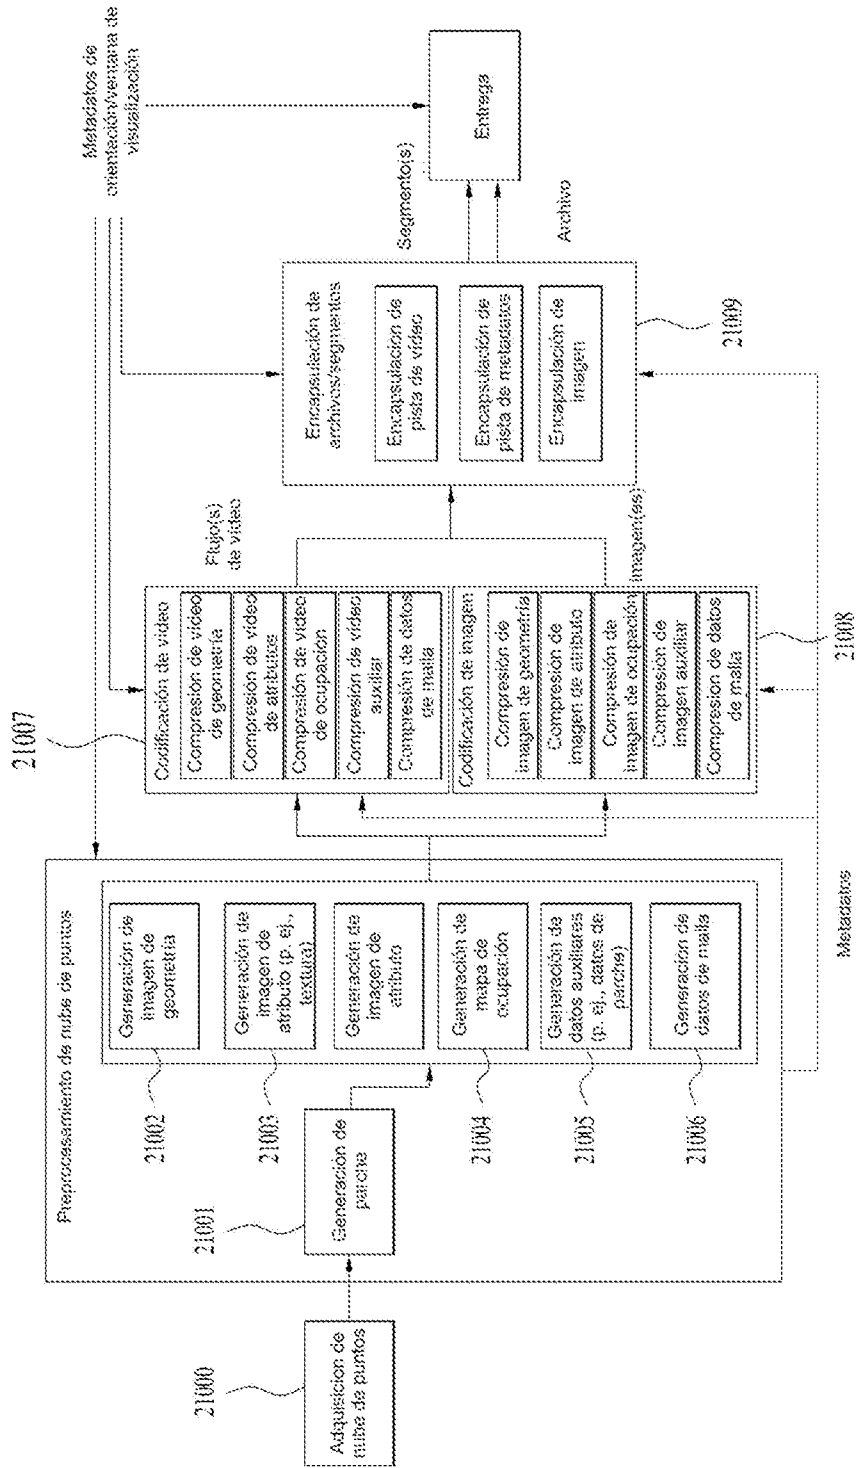 Metadatos de
orientación/ventana de
visualización
Preprocesamiento de nube de puntos
21000
Adquisicion de
nube de puntos
21001
Generación de
parche
21002
Generación de
imagen de
geometría
21003
Generación de
imagen de
atributo (p. ej.,
textura)
Generación de
imagen de
atributo
21004
Generación de
mapa de
ocupación
21005
Generación de
datos auxiliares
(p. ej., datos de
parche)
21006
Generación de
datos de malla
Metadatos
21007
Codificación de vídeo
Compresión de vídeo
de geometría
Compresión de vídeo
de atributos
Compresión de vídeo
de ocupación
Compresión de vídeo
auxiliar
Compresión de datos
de malla
Flujo(s)
de vídeo
21008
Codificación de imagen
Compresión de
imagen de geometría
Compresión de
imagen de atributo
Compresión de
imagen de ocupación
Compresión de
imagen auxiliar
Compresión de datos
de malla
imagen(es)
21009
Encapsulación de
archivos/segmentos
Encapsulación de
pista de vídeo
Encapsulación de
pista de metadatos
Encapsulación de
imagen
Segmento(s)
Archivo
Entrega